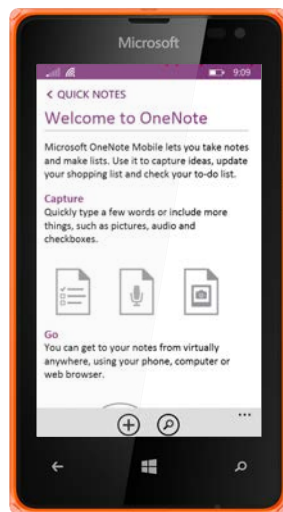 Microsoft
9:09
< QUICK NOTES
Welcome to OneNote
Microsoft OneNote Mobile lets you take notes
and make lists. Use it to capture ideas, update
your shopping list and check your to-do list.
Capture
Quickly type a few words or include more
things, such as pictures, audio and
checkboxes.
Go
You can get to your notes from virtually
anywhere, using your phone, computer or
web browser.
...